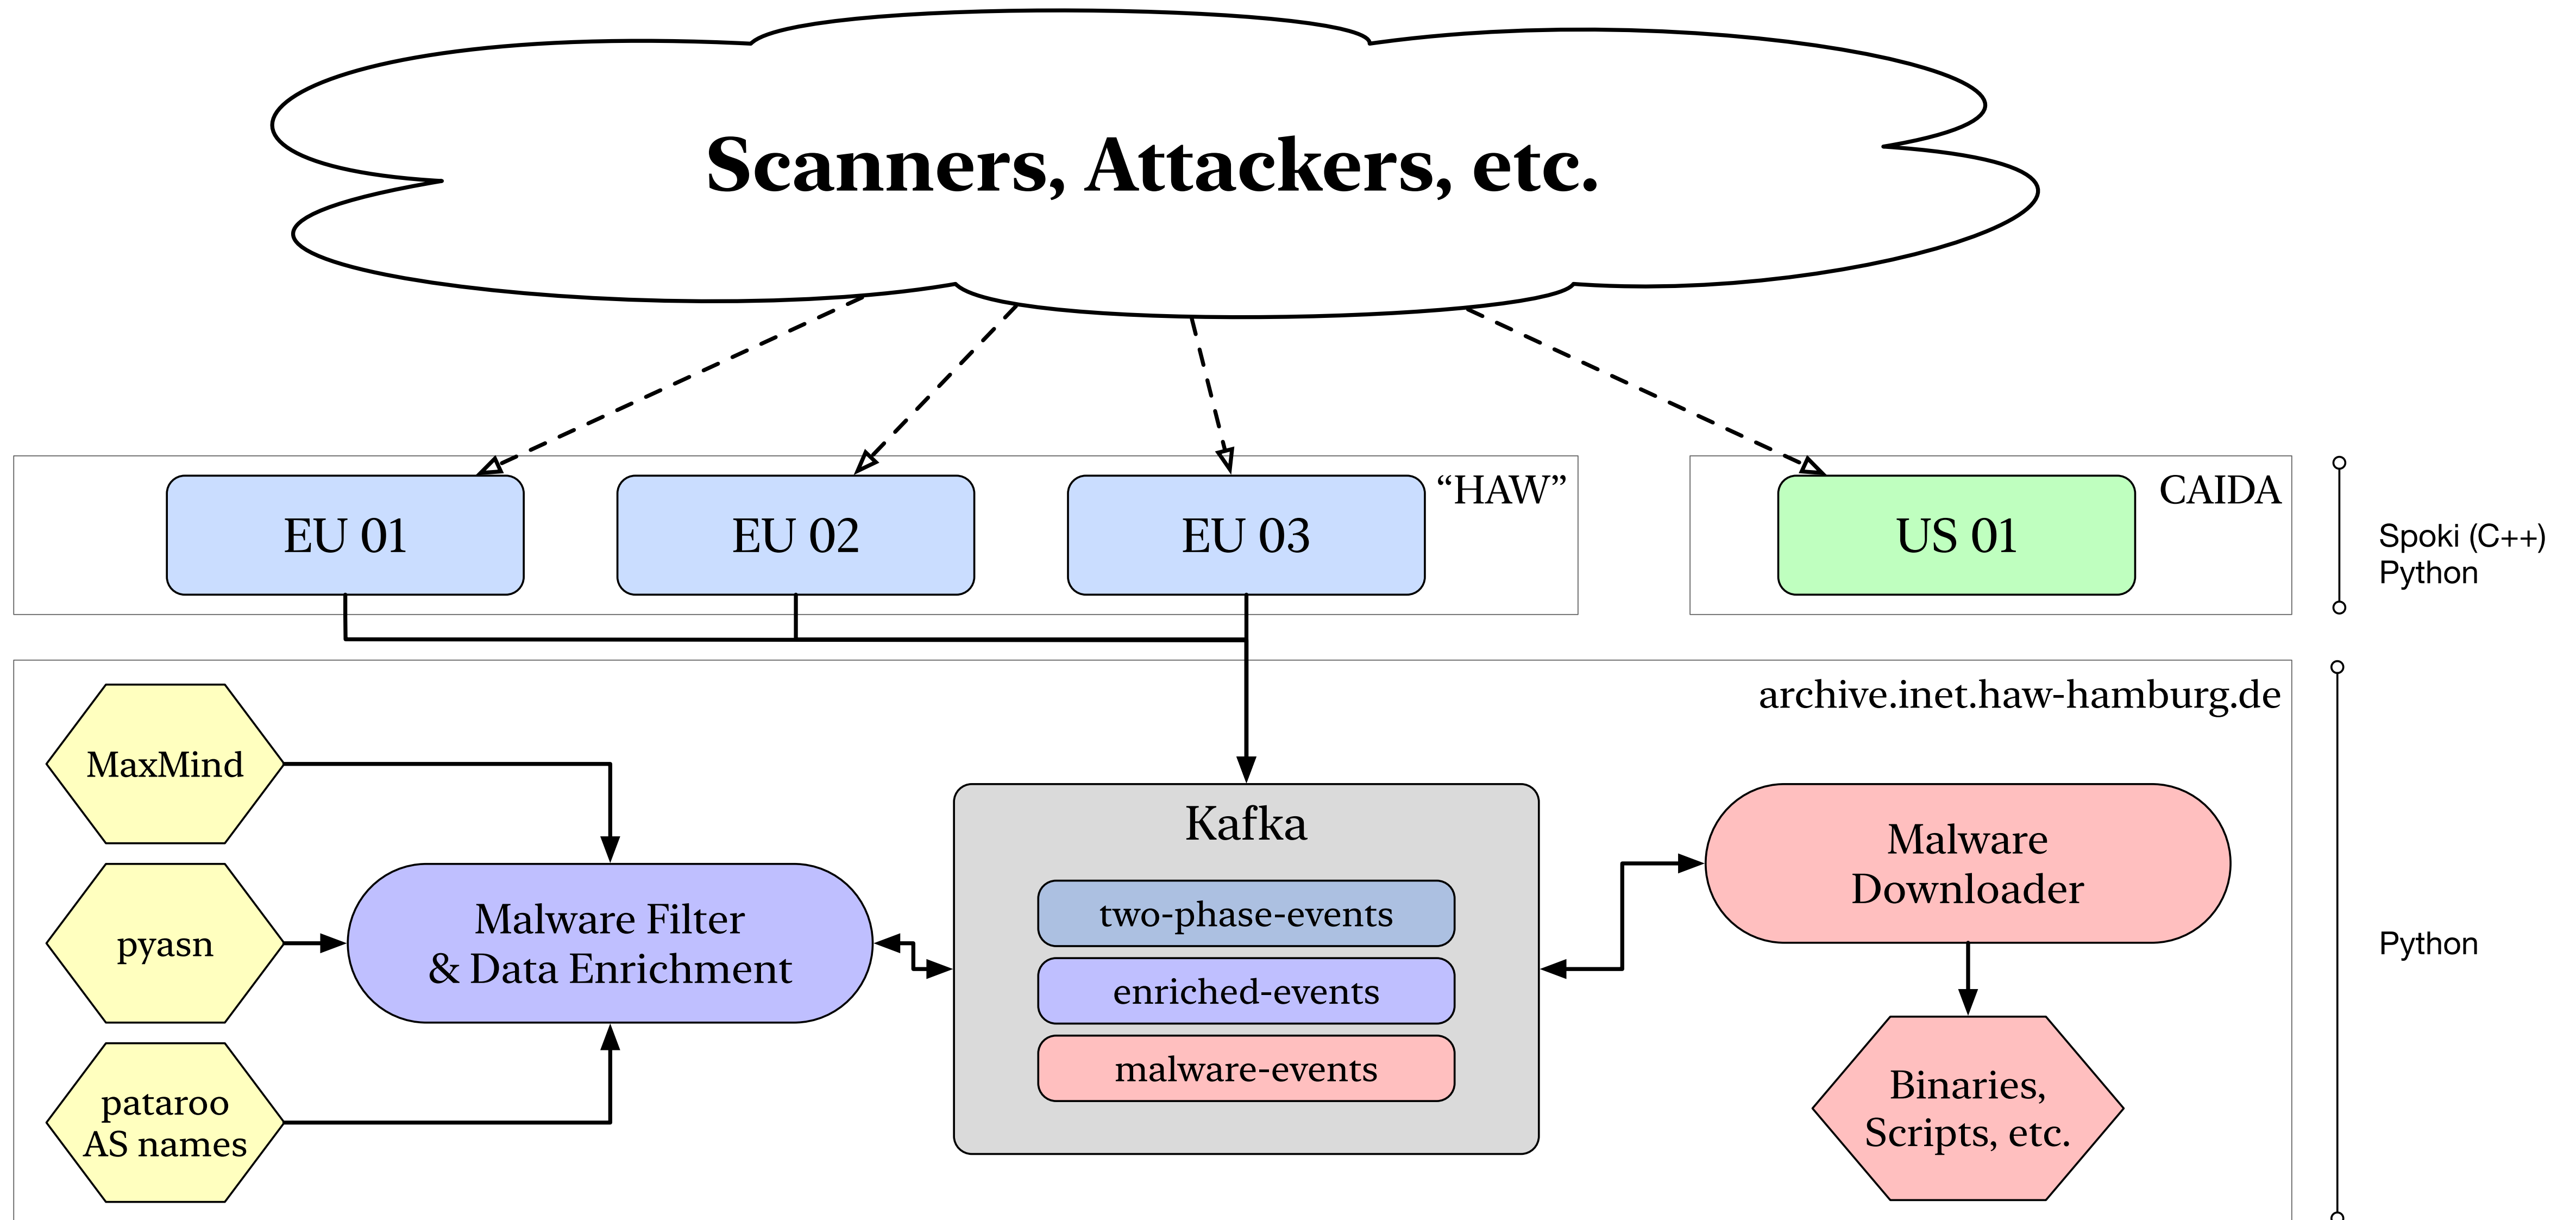 Scanners, Attackers, etc.
“HAW”
CAIDA
EU 01
EU 02
EU 03
US 01
Spoki (C++)
Python
archive.inet.haw-hamburg.de
MaxMind
pyasn
pataroo
AS names
Malware Filter
& Data Enrichment
Kafka
two-phase-events
enriched-events
malware-events
Malware
Downloader
Binaries,
Scripts, etc.
Python